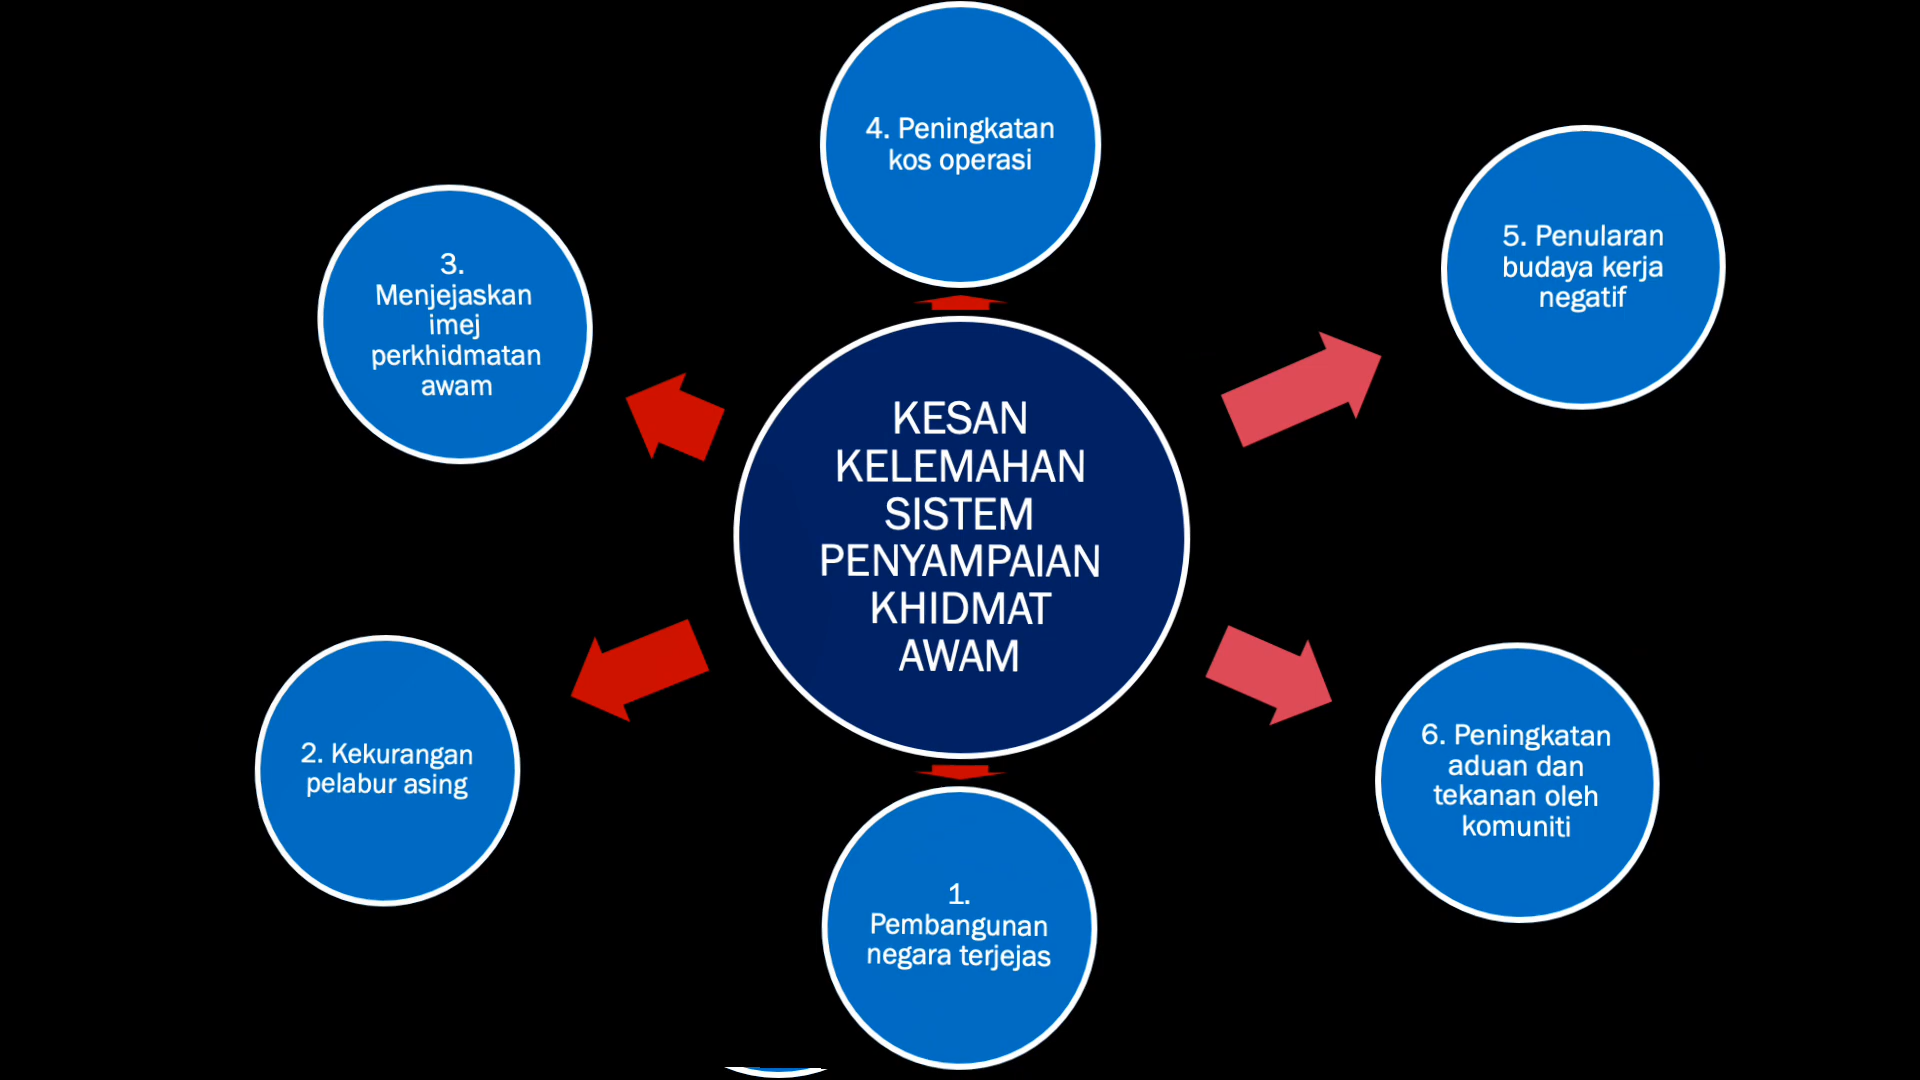 4. Peningkatan
kos operasi
5. Penularan
budaya kerja
negatif
3.
Menjejaskan
imej
perkhidmatan
awam
KESAN
KELEMAHAN
SISTEM
PENYAMPAIAN
KHIDMAT
AWAM
2. Kekurangan
pelabur asing
6. Peningkatan
aduan dan
tekanan oleh
komuniti
1.
Pembangunan
negara terjejas